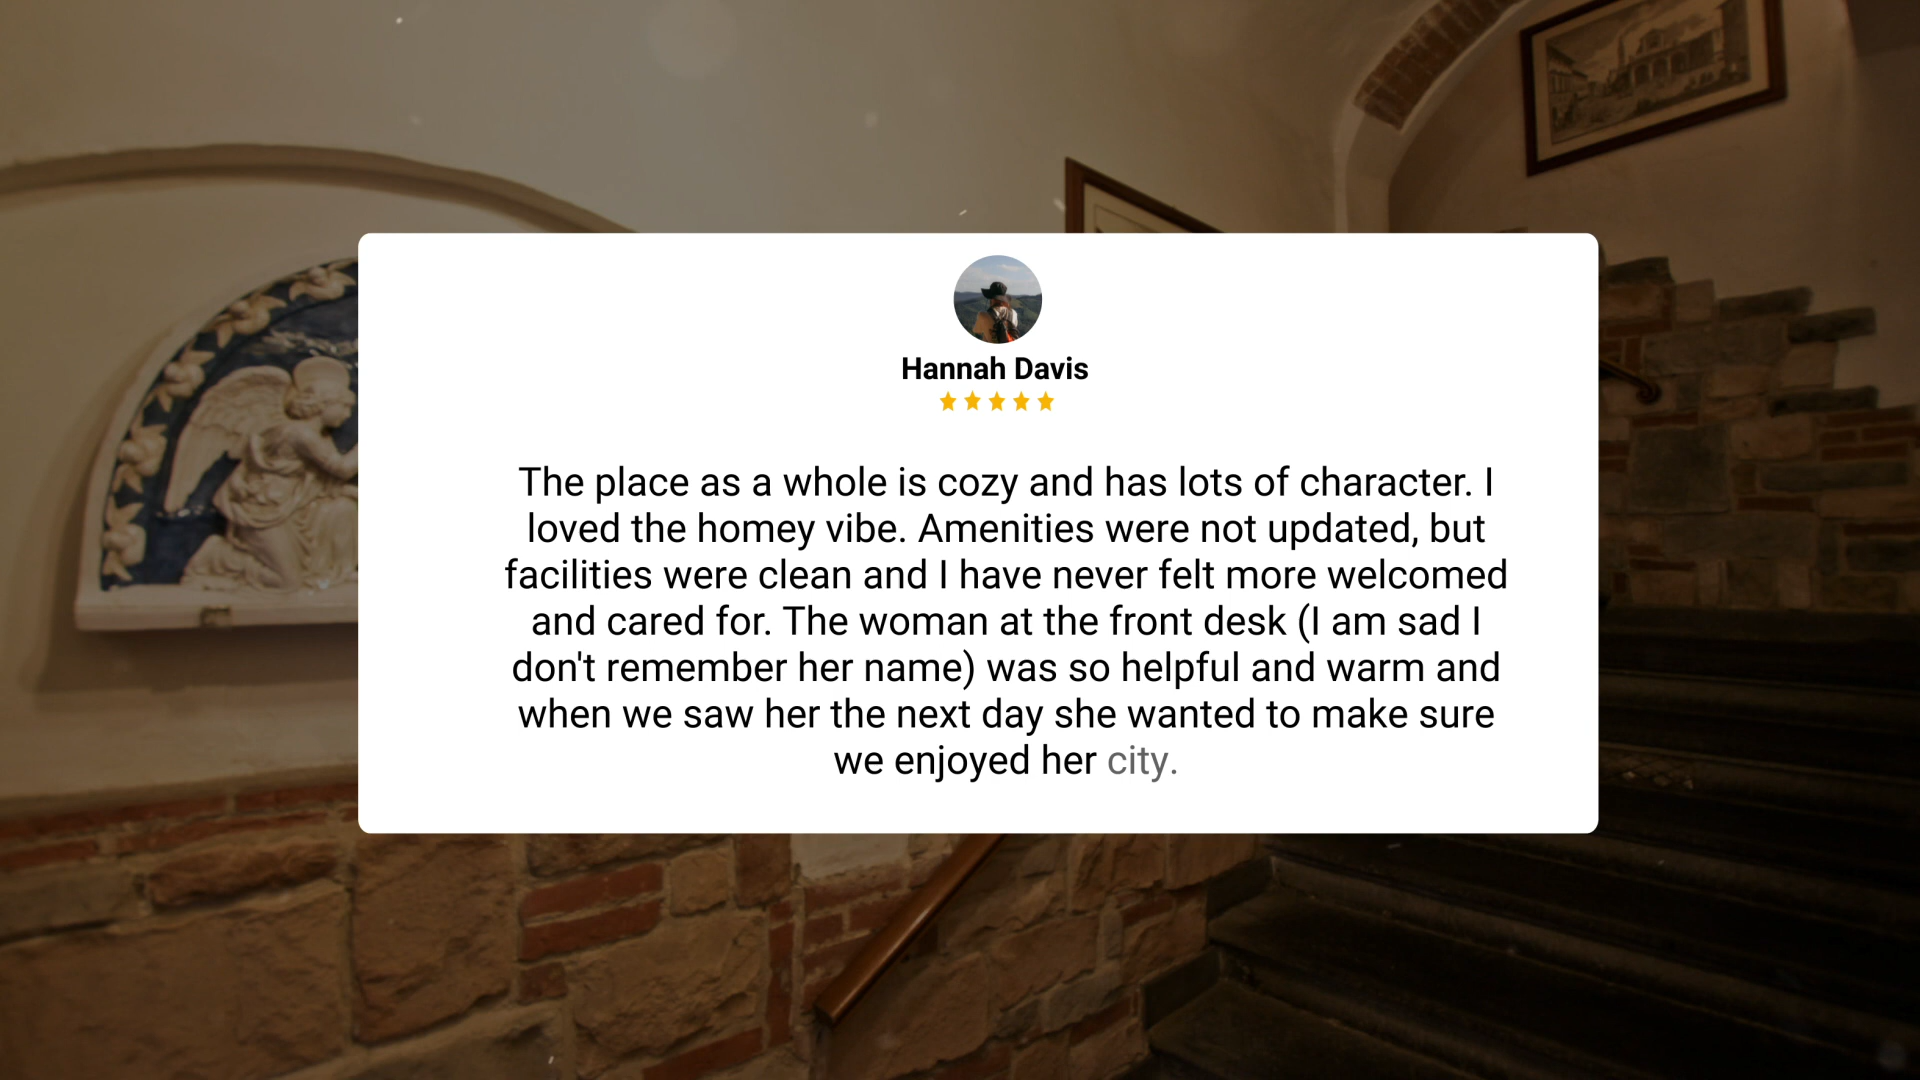 Hannah Davis
The place as a whole is cozy and has lots of character. I
loved the homey vibe. Amenities were not updated, but
facilities were clean and I have never felt more welcomed
and cared for. The woman at the front desk (I am sad I
don't remember her name) was so helpful and warm and
when we saw her the next day she wanted to make sure
we enjoyed her city.